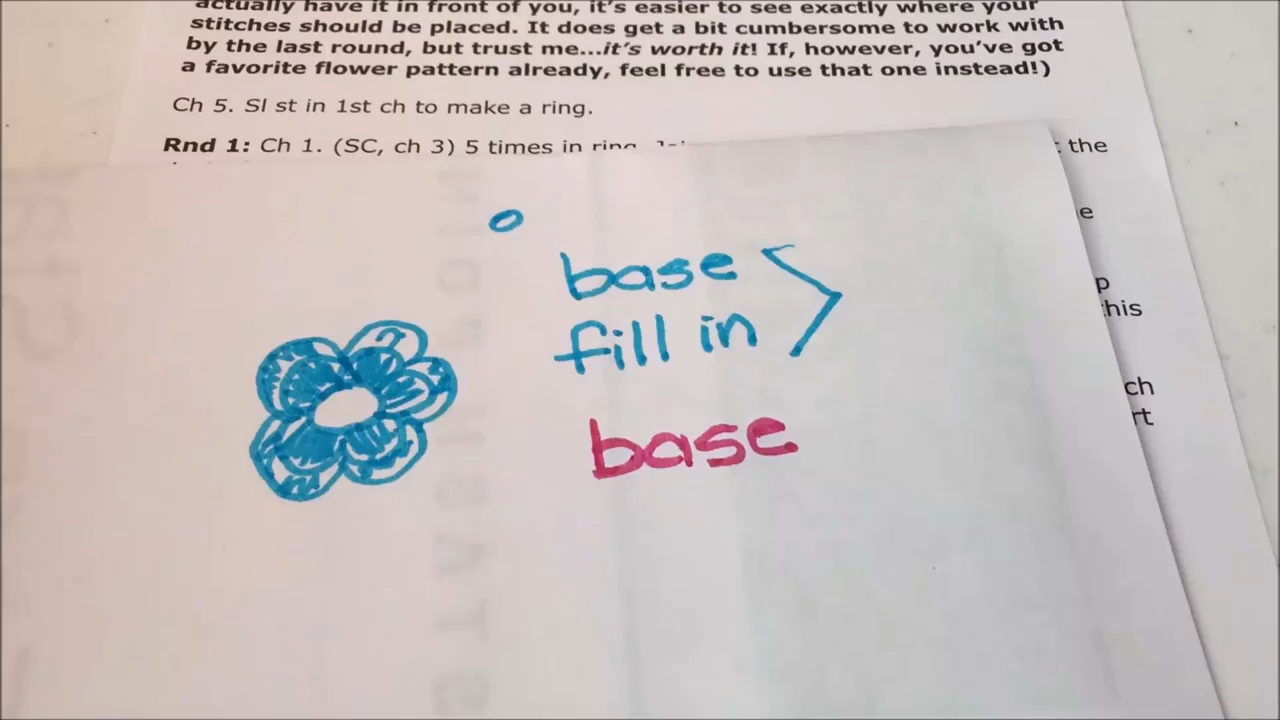 actually have it in front of you, it's easier to see exactly where your
stitches should be placed. It does get a bit cumbersome to work with
by the last round, but trust me...it's worth it! If, however, you've got
a favorite flower pattern already, feel free to use that one instead!)
Ch 5. Sl st in 1st ch to make a ring.
Rnd 1: Ch 1. (SC, ch 3) 5 times in ring. the
base
fill in
base